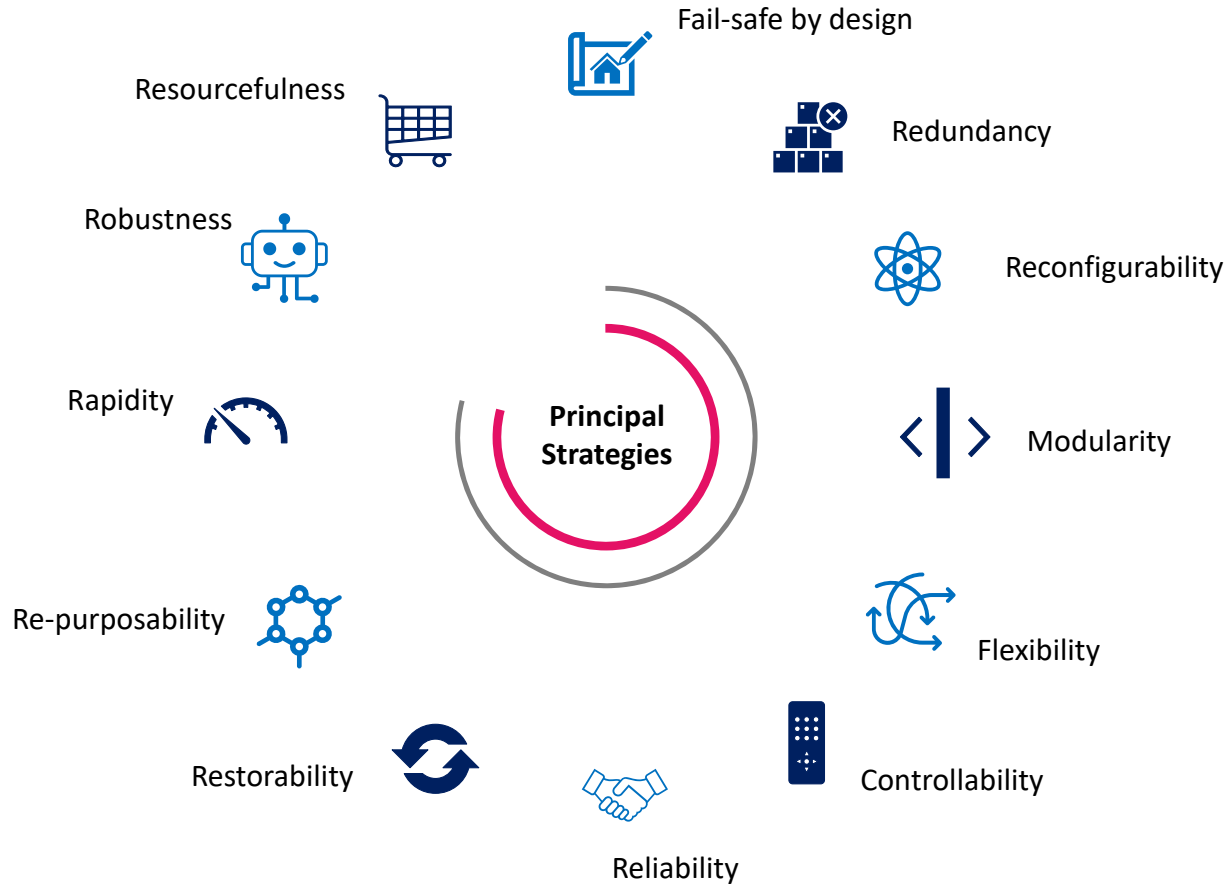 Fail-safe by design
Resourcefulness
Redundancy
Robustness
Reconfigurability
Rapidity
Principal
Strategies
Modularity
Re-purposability
Flexibility
Restorability
Controllability
Reliability